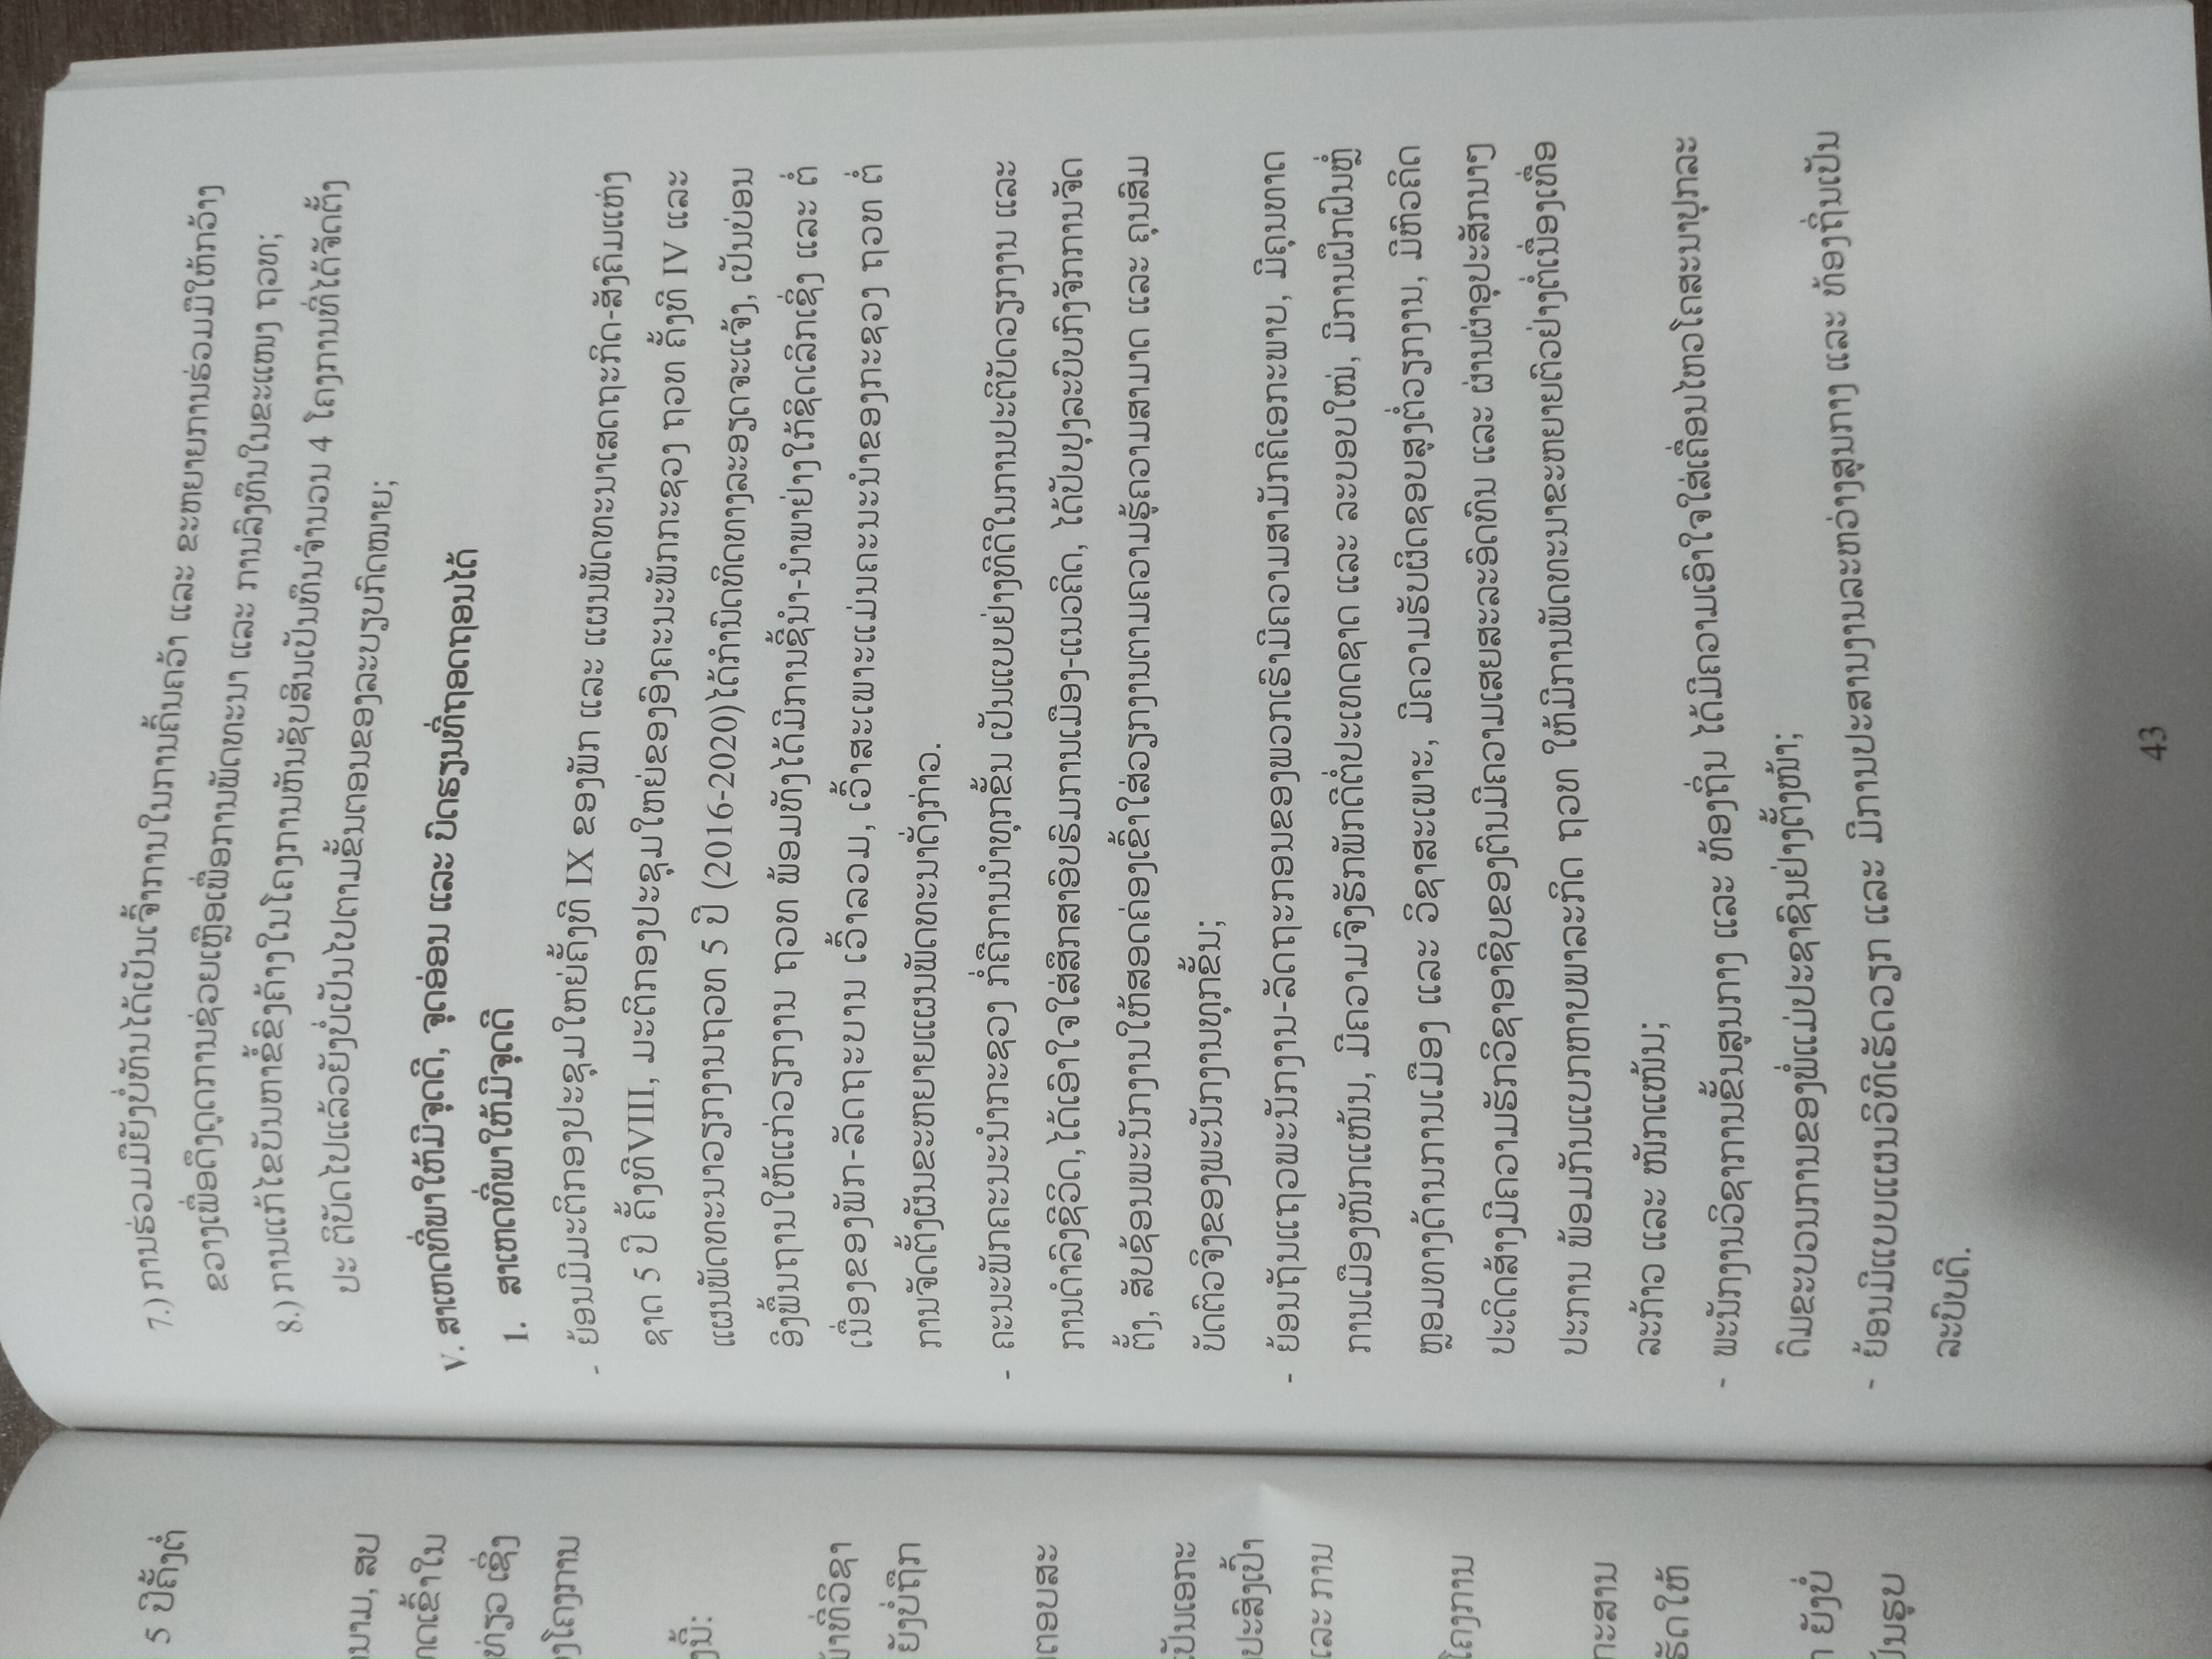 7.) ການຮ່ວມມືຍັງບໍ່ທັນໄດ້ເປັນເຈົ້າການໃນການຄົ້ນຄວ້າ ແລະ ຂະຫຍາຍການຮ່ວມມືໃຫ້ກວ້າງ
ຂວາງເພື່ອດຶງດູດການຊ່ວຍເຫຼືອເພື່ອການພັດທະນາ ແລະ ການລົງທຶນໃນຂະແໜງ ຖວທ;
8.) ການແກ້ໄຂບັນຫາຂໍ້ຂົງຄ້າງໃນໂຄງການຫັນຊັບສິນເປັນທຶນຈຳນວນ 4 ໂຄງການທີ່ໄດ້ຈັດຕັ້ງ
ປະ ຕິບັດໄປແລ້ວຍັງບໍ່ເປັນໄປຕາມຂັ້ນຕອນຂອງລະບຽບກົດໝາຍ;
V. ສາເຫດທີ່ພາໃຫ້ມີຈຸດດີ, ຈຸດອ່ອນ ແລະ ບົດຮຽນທີ່ຖອດຖອນໄດ້
1. ສາເຫດທີ່ພາໃຫ້ມີຈຸດດີ
- ຍ້ອນມີມະຕິກອງປະຊຸມໃຫຍ່ຄັ້ງທີ IX ຂອງພັກ ແລະ ແຜນພັດທະນາເສດຖະກິດ-ສັງຄົມແຫ່ງ
ຊາດ 5 ປີ ຄັ້ງທີVIII, ມະຕິກອງປະຊຸມໃຫຍ່ຂອງອົງຄະນະພັກກະຊວງ ຖວທ ຄັ້ງທີ IV ແລະ
ແຜນພັດທະນາວຽກງານຖວທ 5 ປີ (2016-2020)ໄດ້ກຳນົດທິດທາງລະອຽດຈະແຈ້ງ, ເປັນບ່ອນ
ອີງພື້ນຖານໃຫ້ແກ່ວຽກງານ ຖວທ ພ້ອມທັງໄດ້ມີການຊີ້ນຳ-ນຳພາຢ່າງໃກ້ຊິດເລິກເຊິ່ງ ແລະ ຕໍ່
ເນື່ອງຂອງພັກ-ລັດຖະບານ ເວົ້າລວມ, ເວົ້າສະເພາະແມ່ນຄະນະນຳຂອງກະຊວງ ຖວທ ຕໍ່
ການຈັດຕັ້ງຜັນຂະຫຍາຍແຜນພັດທະນາດັ່ງກ່າວ.
- ຄະນະພັກຄະນະນຳກະຊວງ ກໍ່ຄືການນຳທຸກຂັ້ນ ເປັນແບບຢ່າງທີ່ດີໃນການປະຕິບັດວຽກງານ ແລະ
ການດຳລົງຊີວິດ,ໄດ້ເອົາໃຈໃສ່ສຶກສາອົບຮົມການເມືອງ-ແນວຄິດ, ໄດ້ປັບປຸງລະບົບກົງຈັກການຈັດ
ຕັ້ງ, ສັບຊ້ອນພະນັກງານໃຫ້ສອດຄ່ອງເຂົ້າໃສ່ວຽກງານຕາມຄວາມຮູ້ຄວາມສາມາດ ແລະ ຄຸນສົມ
ບັດຕົວຈິງຂອງພະນັກງານທຸກຂັ້ນ;
- ຍ້ອນຖັນແຖວພະນັກງານ-ລັດຖະກອນຂອງພວກເຮົາມີຄວາມສາມັກຄີເອກະພາບ, ມີຄຸນທາດ
ການເມືອງໜັກແໜ້ນ, ມີຄວາມຈົງຮັກພັກດີຕໍ່ປະເທດຊາດ ແລະ ລະບອບໃໝ່, ມີການຝຶກຝົນຫຼໍ່
ຫຼອມທາງດ້ານການເມືອງ ແລະ ວິຊາສະເພາະ, ມີຄວາມຮັບຜິດຊອບສູງຕໍ່ວຽກງານ, ມີຫົວຄິດ
ປະດິດສ້າງມີຄວາມຮັກວິຊາອາຊີບຂອງຕົນມີຄວາມເສຍສະລະອົດທົນ ແລະ ຜ່ານຜ່າອຸປະສັກນາໆ
ປະການ ພ້ອມກັນແບກຫາບພາລະກິດ ຖວທ ໃຫ້ມີການພັດທະນາຂະຫຍາຍຕົວຢ່າງຕໍ່ເນື່ອງເທື່ອ
ລະກ້າວ ແລະ ໜັກແໜ້ນ;
- ພະນັກງານວິຊາການຂັ້ນສູນກາງ ແລະ ທ້ອງຖິ່ນ ໄດ້ມີຄວາມເອົາໃຈໃສ່ເຄື່ອນໄຫວໂຄສະນາປຸກລະ
ດົມຂະບວນການຂອງພໍ່ແມ່ປະຊາຊົນຢ່າງຕັ້ງໜ້າ;
- ຍ້ອນມີແບບແຜນວິທີເຮັດວຽກ ແລະ ມີການປະສານງານລະຫວ່າງສູນກາງ ແລະ ທ້ອງຖິ່ນເປັນ
ລະບົບດີ.
43
5 ປີຄັ້ງຕໍ່